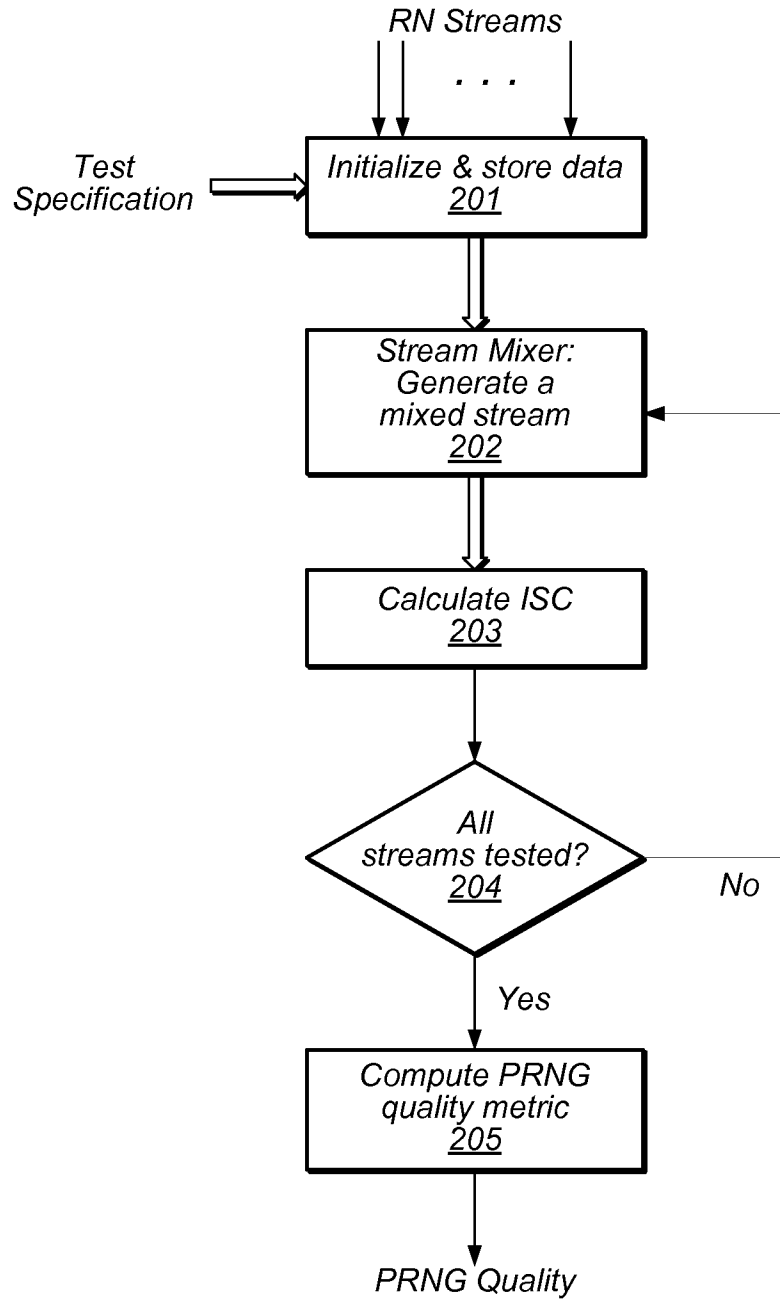 RN Streams
. . .
Test
Specification
Initialize & store data
201
Stream Mixer:
Generate a
mixed stream
202
Calculate ISC
203
All
streams tested?
204
No
Yes
Compute PRNG
quality metric
205
PRNG Quality